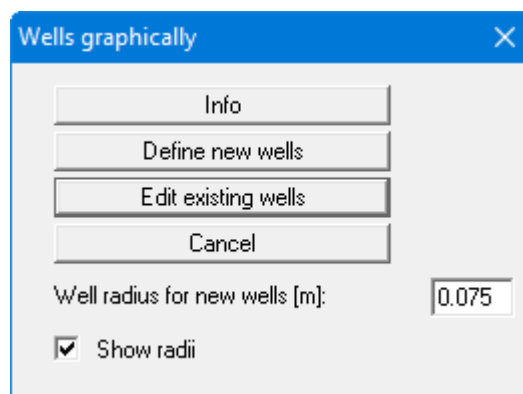 Wells graphically
Info
Define new wells
Edit existing wells
Cancel
Well radius for new wells [m]: 0.075
Show radii